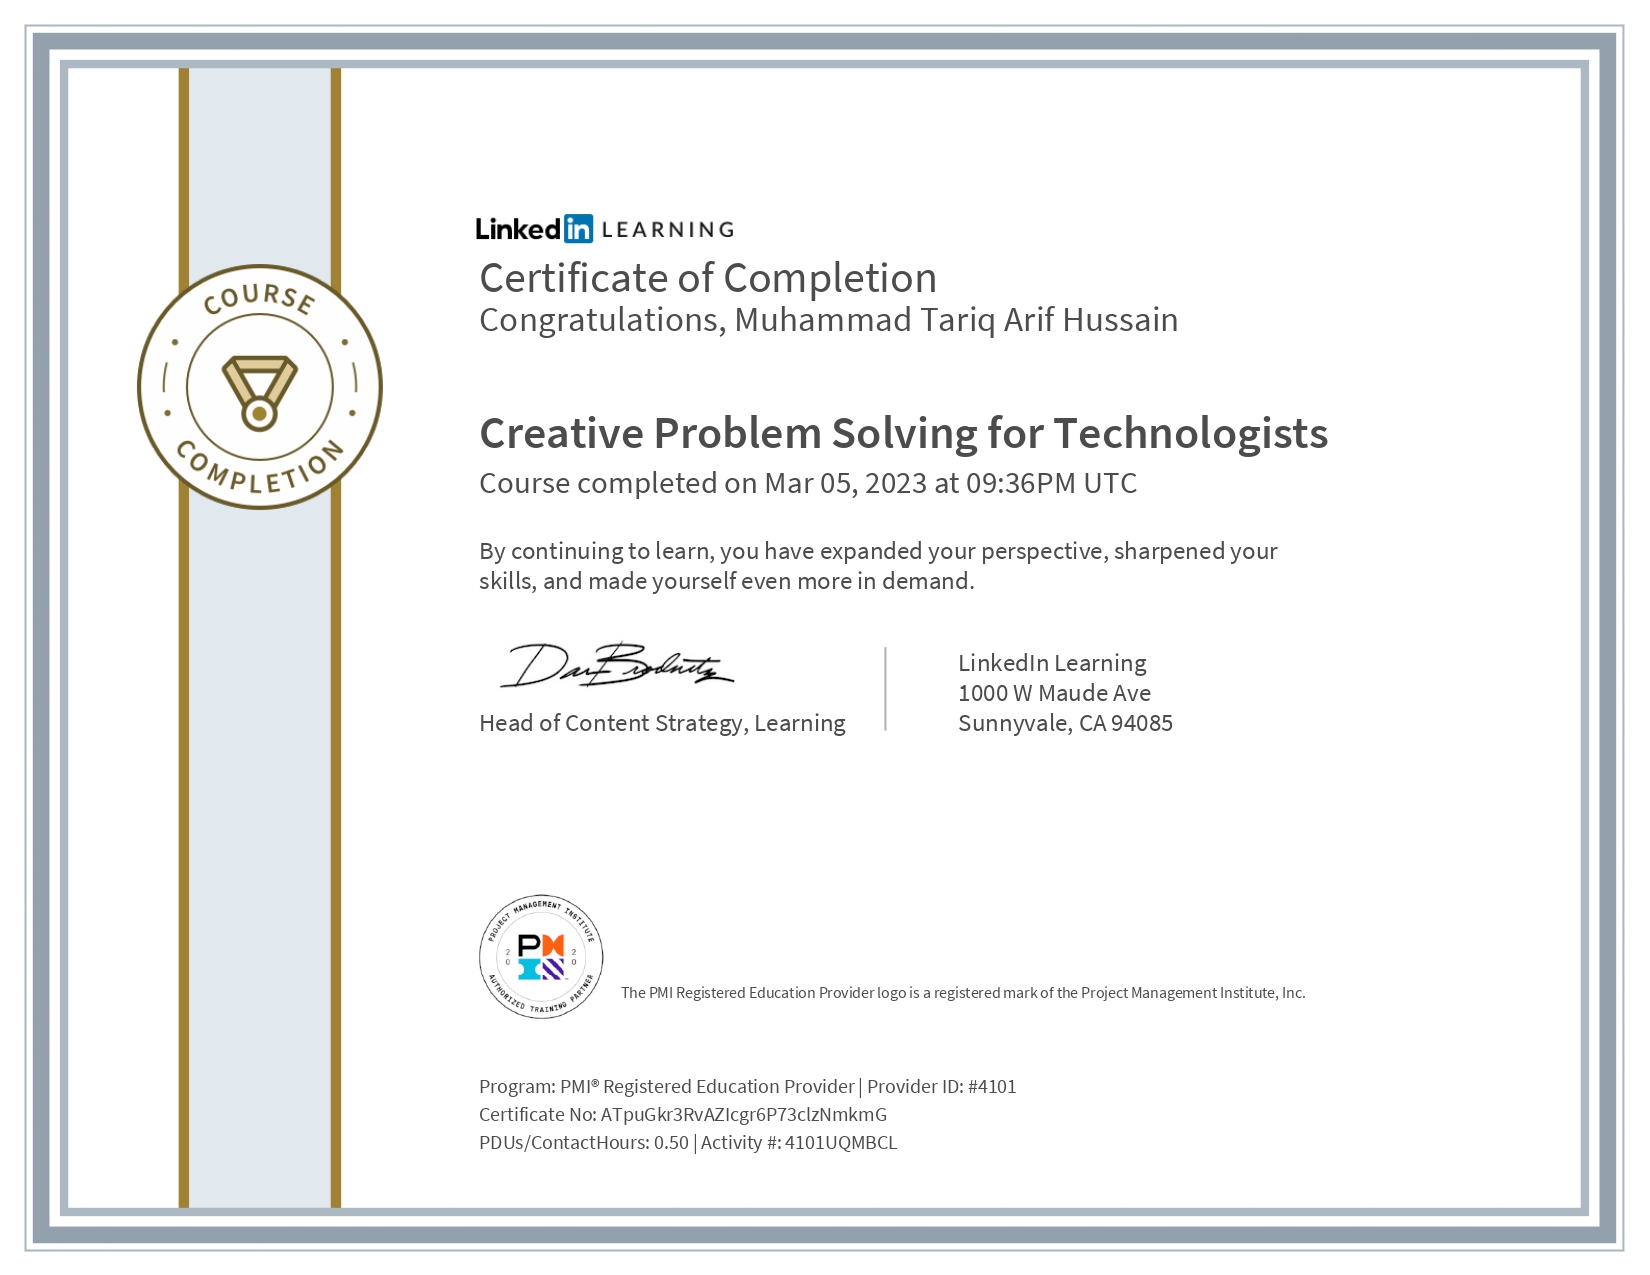 COURSE
COMPLETION
Linked in LEARNING
Certificate of Completion
Congratulations, Muhammad Tariq Arif Hussain
Creative Problem Solving for Technologists
Course completed on Mar 05, 2023 at 09:36PM UTC
By continuing to learn, you have expanded your perspective, sharpened your
skills, and made yourself even more in demand.
Head of Content Strategy, Learning
LinkedIn Learning
1000 W Maude Ave
Sunnyvale, CA 94085
PROJECT MANAGEMENT INSTITUTE
20 PMI 20
AUTHORIZED TRAINING PARTNER
The PMI Registered Education Provider logo is a registered mark of the Project Management Institute, Inc.
Program: PMI® Registered Education Provider | Provider ID: #4101
Certificate No: ATpuGkr3RvAZIcgr6P73clzNmkmG
PDUs/ContactHours: 0.50 | Activity #: 4101UQMBCL